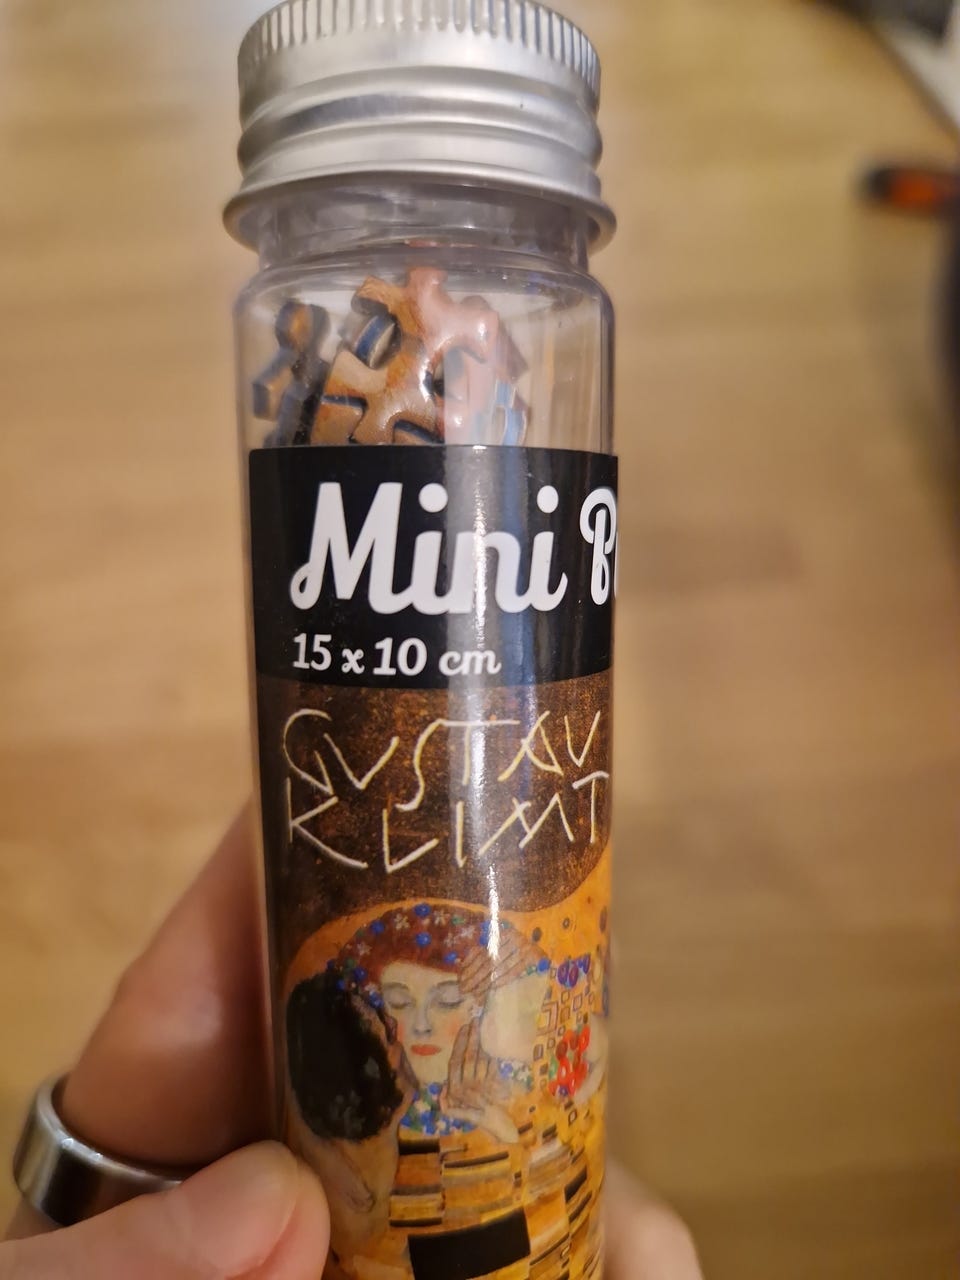 Mini
15 x 10 cm
GUSTAV
KLIMT